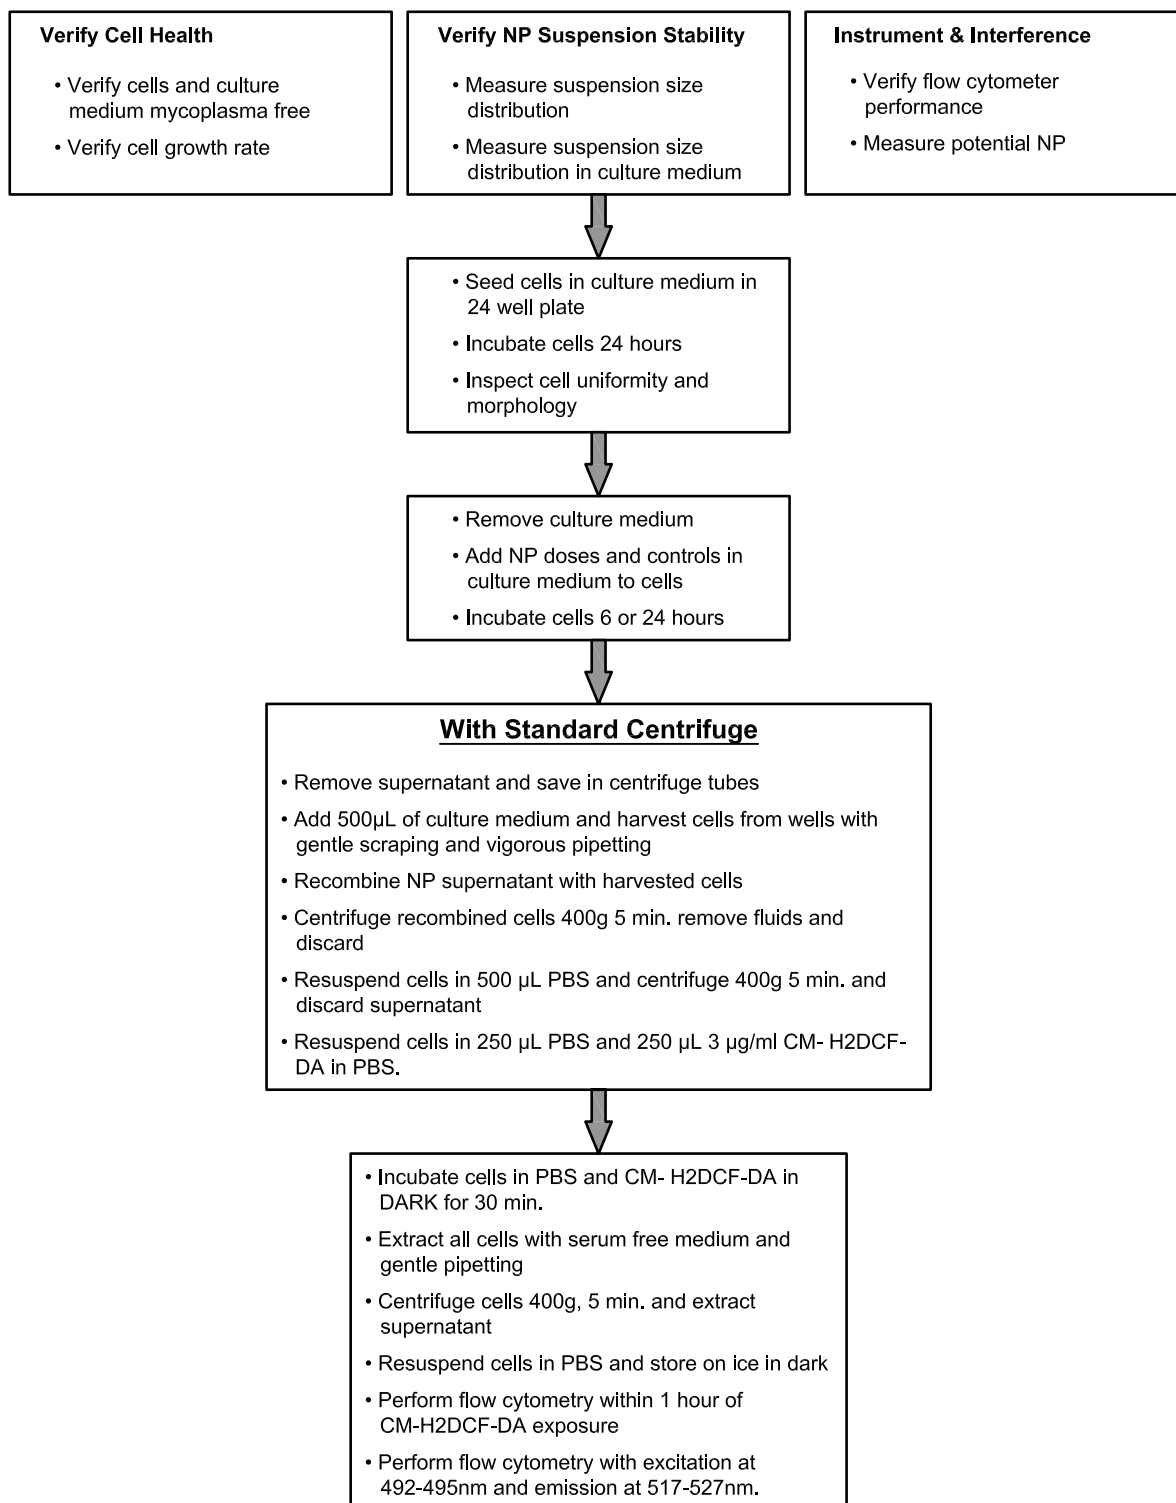 Verify Cell Health
• Verify cells and culture
medium mycoplasma free
• Verify cell growth rate
Verify NP Suspension Stability
• Measure suspension size
distribution
• Measure suspension size
distribution in culture medium
Instrument & Interference
• Verify flow cytometer
performance
• Measure potential NP
• Seed cells in culture medium in
24 well plate
• Incubate cells 24 hours
• Inspect cell uniformity and
morphology
• Remove culture medium
• Add NP doses and controls in
culture medium to cells
• Incubate cells 6 or 24 hours
With Standard Centrifuge
• Remove supernatant and save in centrifuge tubes
• Add 500µL of culture medium and harvest cells from wells with
gentle scraping and vigorous pipetting
• Recombine NP supernatant with harvested cells
• Centrifuge recombined cells 400g 5 min. remove fluids and
discard
• Resuspend cells in 500 µL PBS and centrifuge 400g 5 min. and
discard supernatant
• Resuspend cells in 250 µL PBS and 250 µL 3 µg/ml CM- H2DCF-
DA in PBS.
• Incubate cells in PBS and CM- H2DCF-DA in
DARK for 30 min.
• Extract all cells with serum free medium and
gentle pipetting
• Centrifuge cells 400g, 5 min. and extract
supernatant
• Resuspend cells in PBS and store on ice in dark
• Perform flow cytometry within 1 hour of
CM-H2DCF-DA exposure
• Perform flow cytometry with excitation at
492-495nm and emission at 517-527nm.